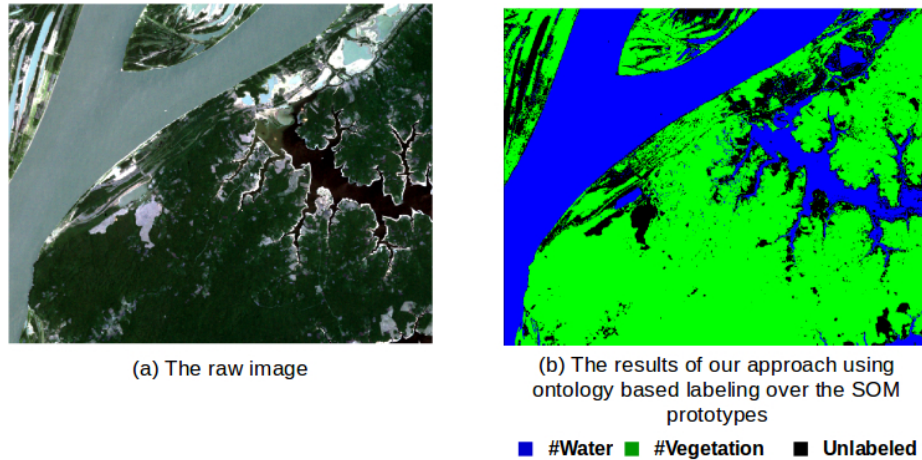 (a) The raw image
(b) The results of our approach using
ontology based labeling over the SOM
prototypes
#Water #Vegetation Unlabeled